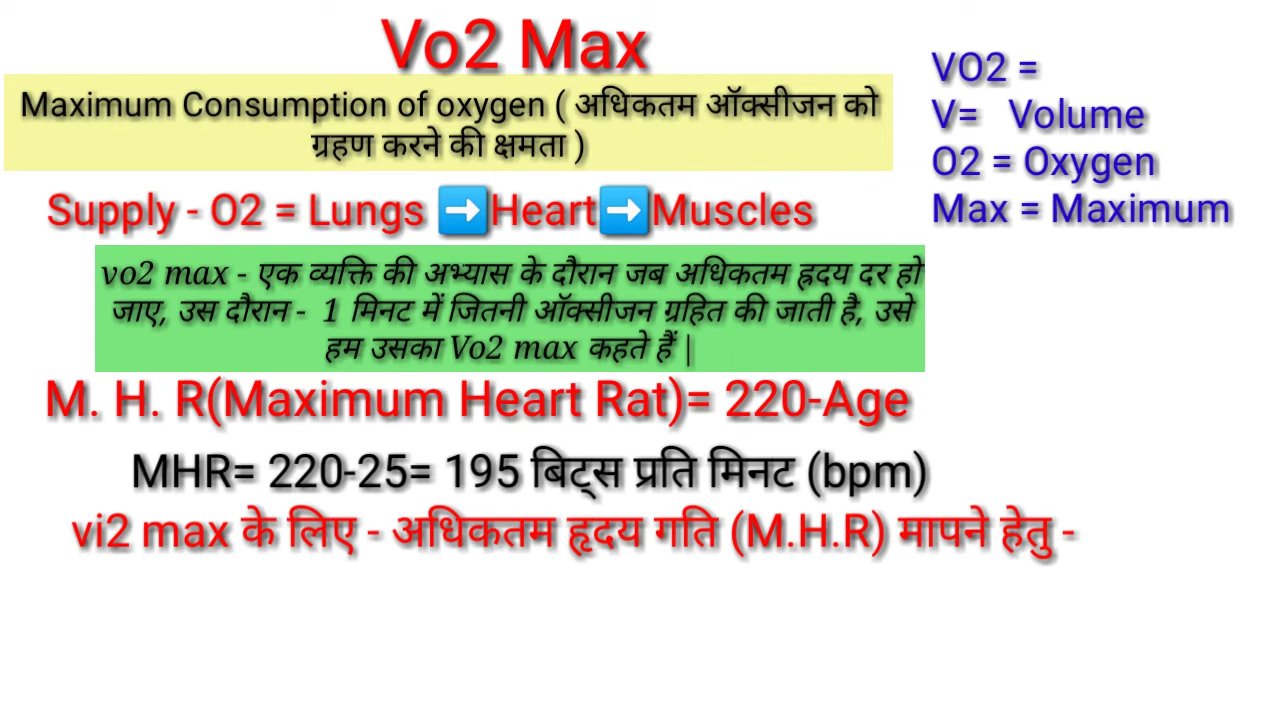 Vo2 Max
Maximum Consumption of oxygen ( अधिकतम ऑक्सीजन को
ग्रहण करने की क्षमता )
VO2 =
V= Volume
O2 = Oxygen
Max = Maximum
Supply - O2 = Lungs ➡️Heart➡️Muscles
vo2 max - एक व्यक्ति की अभ्यास के दौरान जब अधिकतम ह्रदय दर हो
जाए, उस दौरान - 1 मिनट में जितनी ऑक्सीजन ग्रहित की जाती है, उसे
हम उसका Vo2 max कहते हैं |
M. H. R(Maximum Heart Rat)= 220-Age
MHR= 220-25= 195 बिट्स प्रति मिनट (bpm)
vi2 max के लिए - अधिकतम हृदय गति (M.H.R) मापने हेतु -